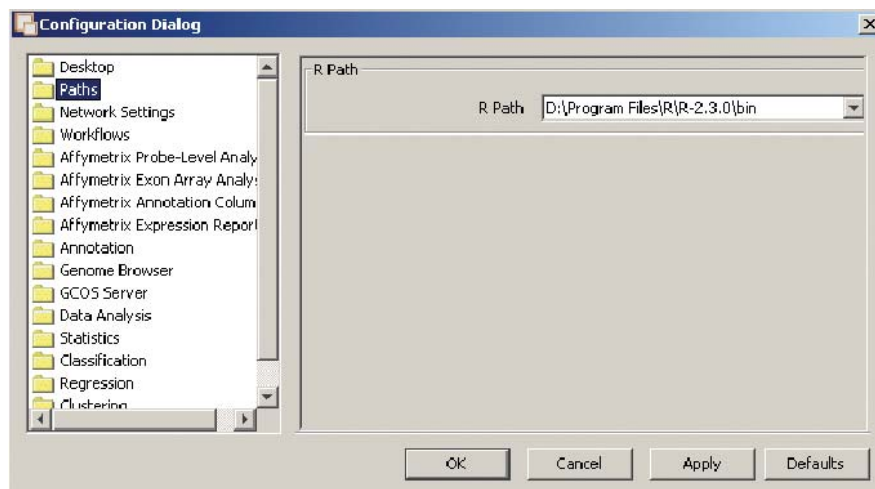 Configuration Dialog
Desktop
Paths
Network Settings
Workflows
Affymetrix Probe-Level Analy
Affymetrix Exon Array Analy
Affymetrix Annotation Colum
Affymetrix Expression Report
Annotation
Genome Browser
GCOS Server
Data Analysis
Statistics
Classification
Regression
Clustering
R Path
R Path D:\Program Files\R\R-2.3.0\bin
OK Cancel Apply Defaults